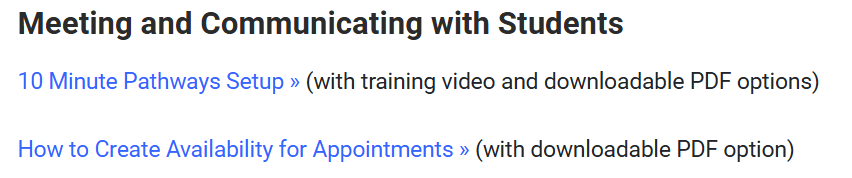 Meeting and Communicating with Students
10 Minute Pathways Setup » (with training video and downloadable PDF options)
How to Create Availability for Appointments » (with downloadable PDF option)